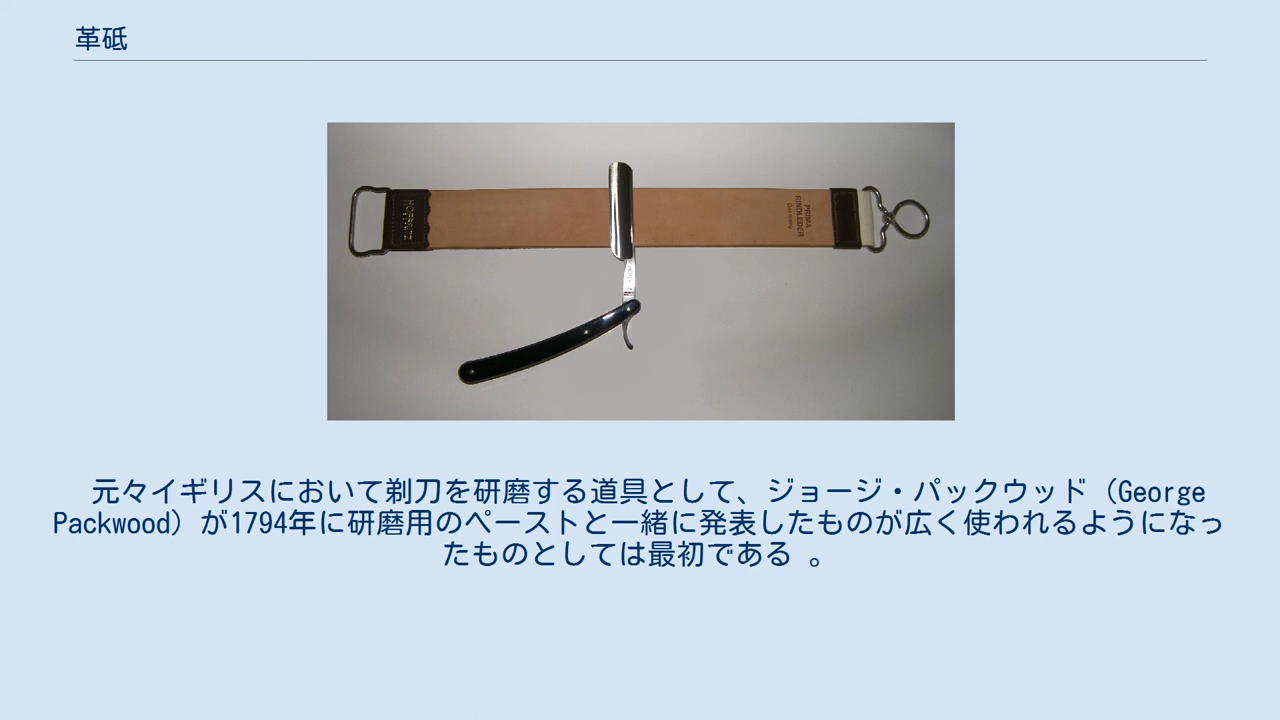 革砥
HOFFRITZ
PRIMA
RINDLEDER
Germany
元々イギリスにおいて剃刀を研磨する道具として、ジョージ・パックウッド（George
Packwood）が1794年に研磨用のペーストと一緒に発表したものが広く使われるようになっ
たものとしては最初である 。